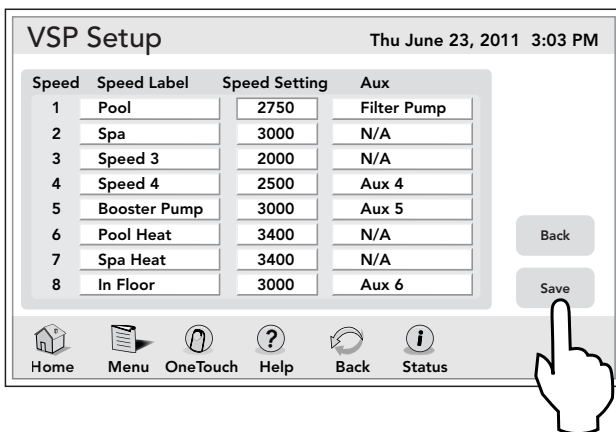 VSP Setup Thu June 23, 2011 3:03 PM
Speed Speed Label Speed Setting Aux
1 Pool 2750 Filter Pump
2 Spa 3000 N/A
3 Speed 3 2000 N/A
4 Speed 4 2500 Aux 4
5 Booster Pump 3000 Aux 5
6 Pool Heat 3400 N/A
7 Spa Heat 3400 N/A
8 In Floor 3000 Aux 6
Back
Save
Home Menu OneTouch Help Back Status